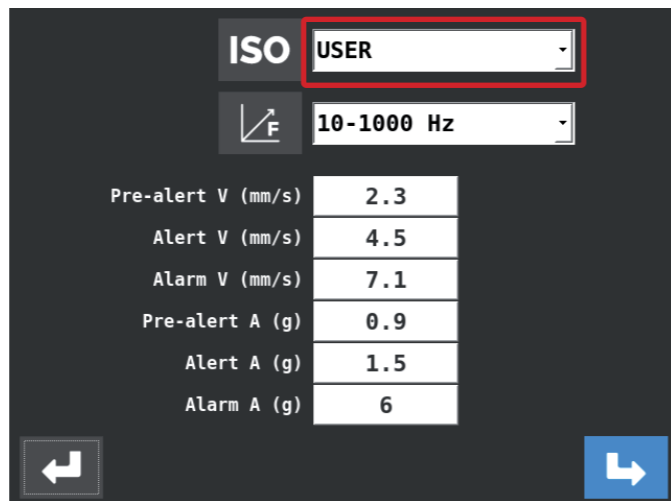 ISO USER
F 10-1000 Hz
Pre-alert V (mm/s) 2.3
Alert V (mm/s) 4.5
Alarm V (mm/s) 7.1
Pre-alert A (g) 0.9
Alert A (g) 1.5
Alarm A (g) 6